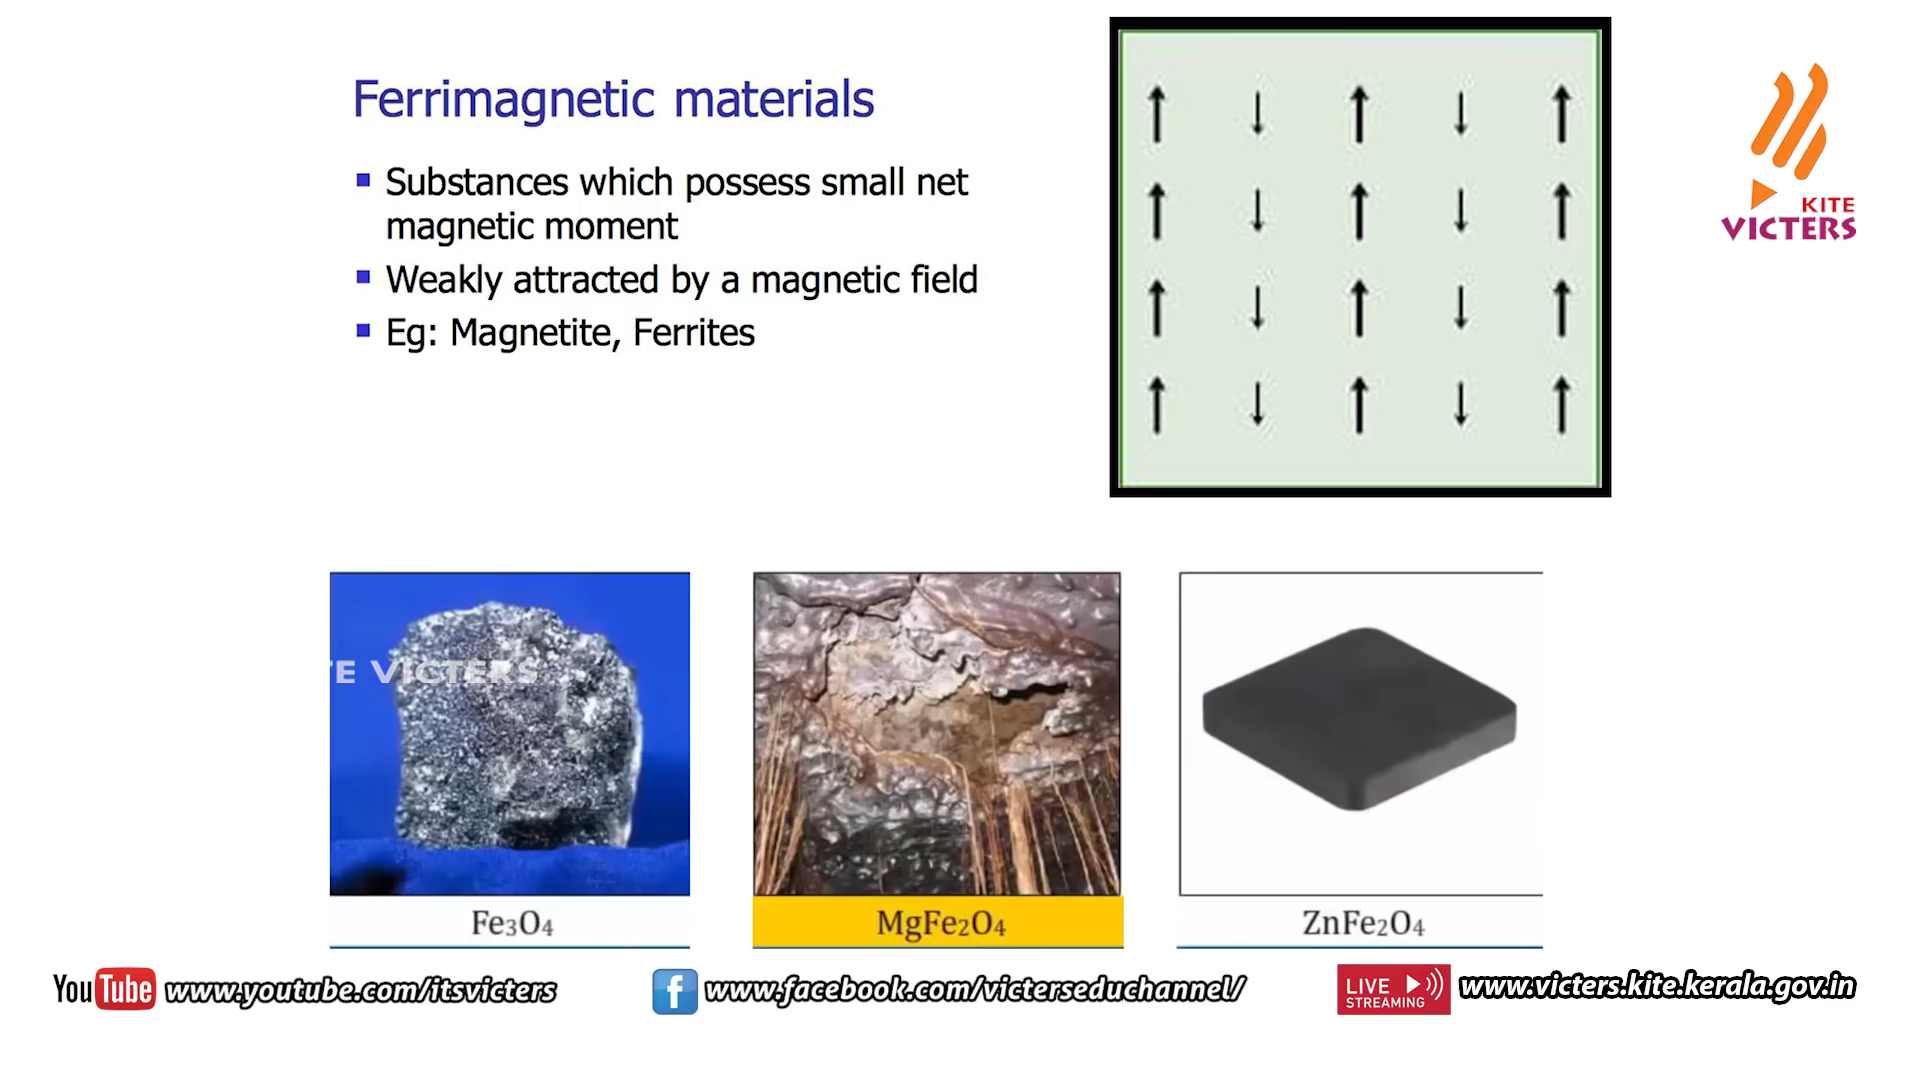 Ferrimagnetic materials
Substances which possess small net
magnetic moment
Weakly attracted by a magnetic field
Eg: Magnetite, Ferrites
KITE
VICTERS
TE VICTERS
Fe₃O₄
MgFe₂O₄
ZnFe₂O₄
YouTube www.youtube.com/itsvicters
f www.facebook.com/victerseduchannel/
LIVE
STREAMING
www.victers.kite.kerala.gov.in